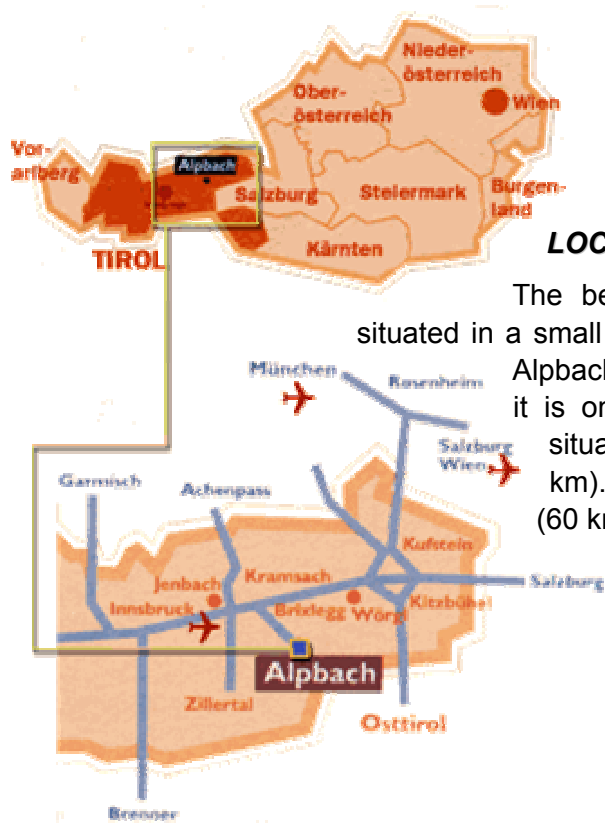 Nieder-
österreich
Ober-
österreich
Wien
Vor-
arlberg
Alpbach
Salzburg
Steiermark
Burgen-
land
TIROL
Kärnten
LOC
The be
situated in a small
Alpbach
it is or
situa
km).
(60 kr
München
Rosenheim
Salzburg
Wien
Garmisch
Achenpass
Kufstein
Jenbach
Kramsach
Salzburg
Innsbruck
Brixlegg
Wörgl
Kitzbühel
Alpbach
Zillertal
Osttirol
Brenner